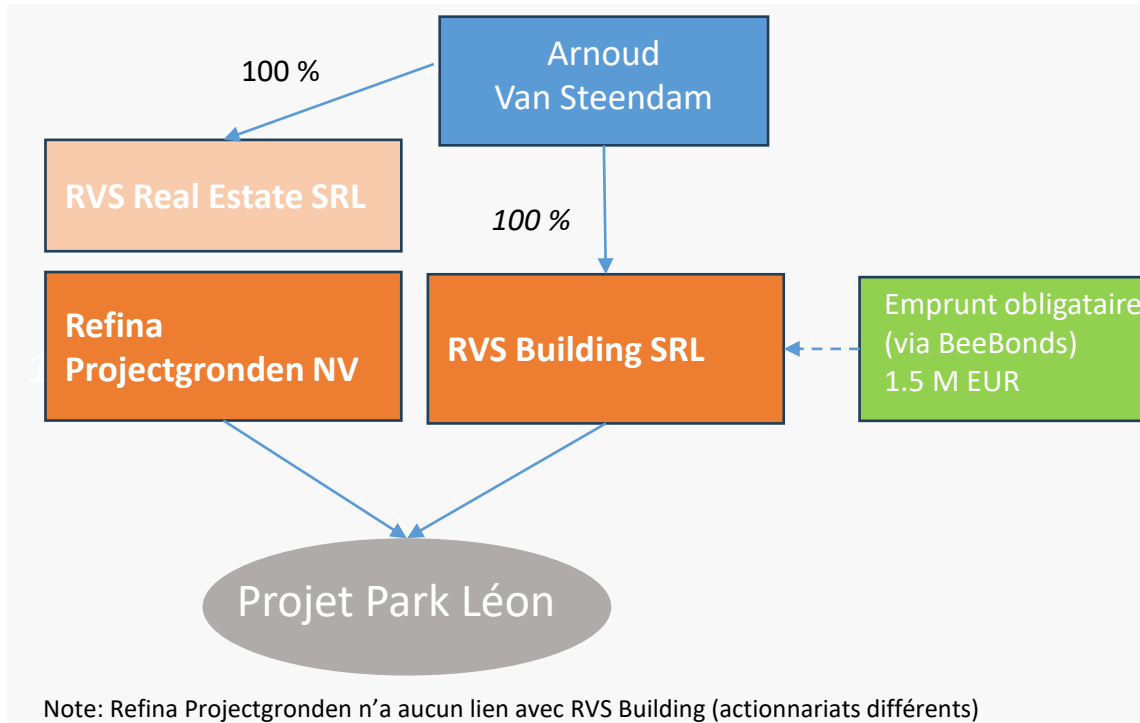 Arnoud
Van Steendam
100 %
RVS Real Estate SRL
100 %
Refina
Projectgronden NV
RVS Building SRL
Emprunt obligataire
(via BeeBonds)
1.5 M EUR
Projet Park Léon
Note: Refina Projectgronden n’a aucun lien avec RVS Building (actionnariats différents)